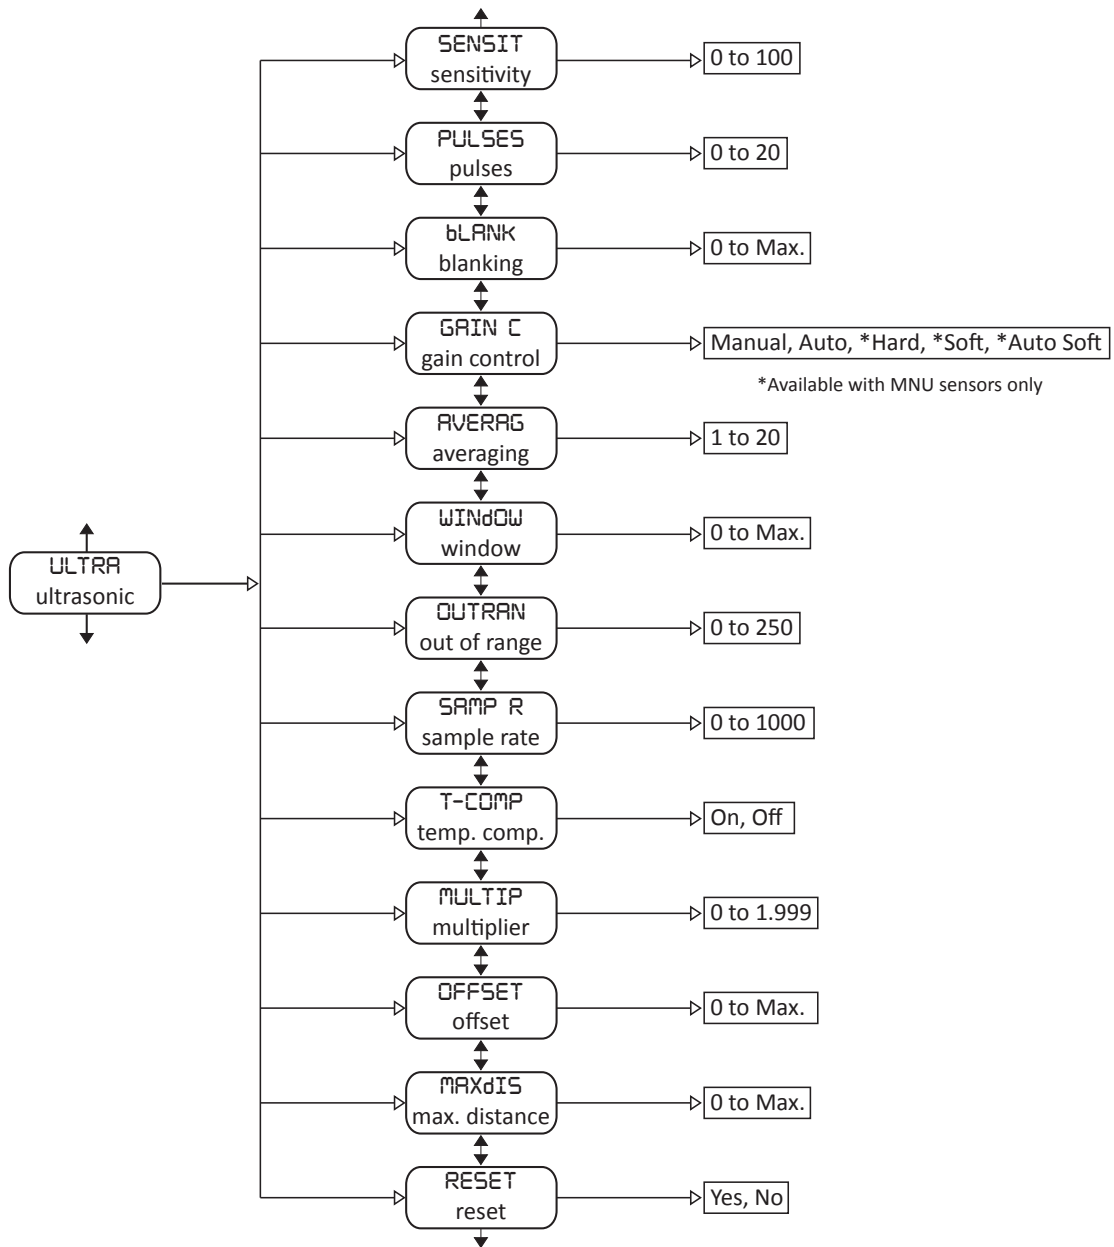 SENSIT
sensitivity
0 to 100
PULSES
pulses
0 to 20
bLANK
blanking
0 to Max.
GAIN C
gain control
Manual, Auto, *Hard, *Soft, *Auto Soft
*Available with MNU sensors only
AVERAG
averaging
1 to 20
WINdOW
window
0 to Max.
ULTRA
ultrasonic
OUTRAN
out of range
0 to 250
SAMP R
sample rate
0 to 1000
T-COMP
temp. comp.
On, Off
MULTIP
multiplier
0 to 1.999
OFFSET
offset
0 to Max.
MAXdIS
max. distance
0 to Max.
RESET
reset
Yes, No